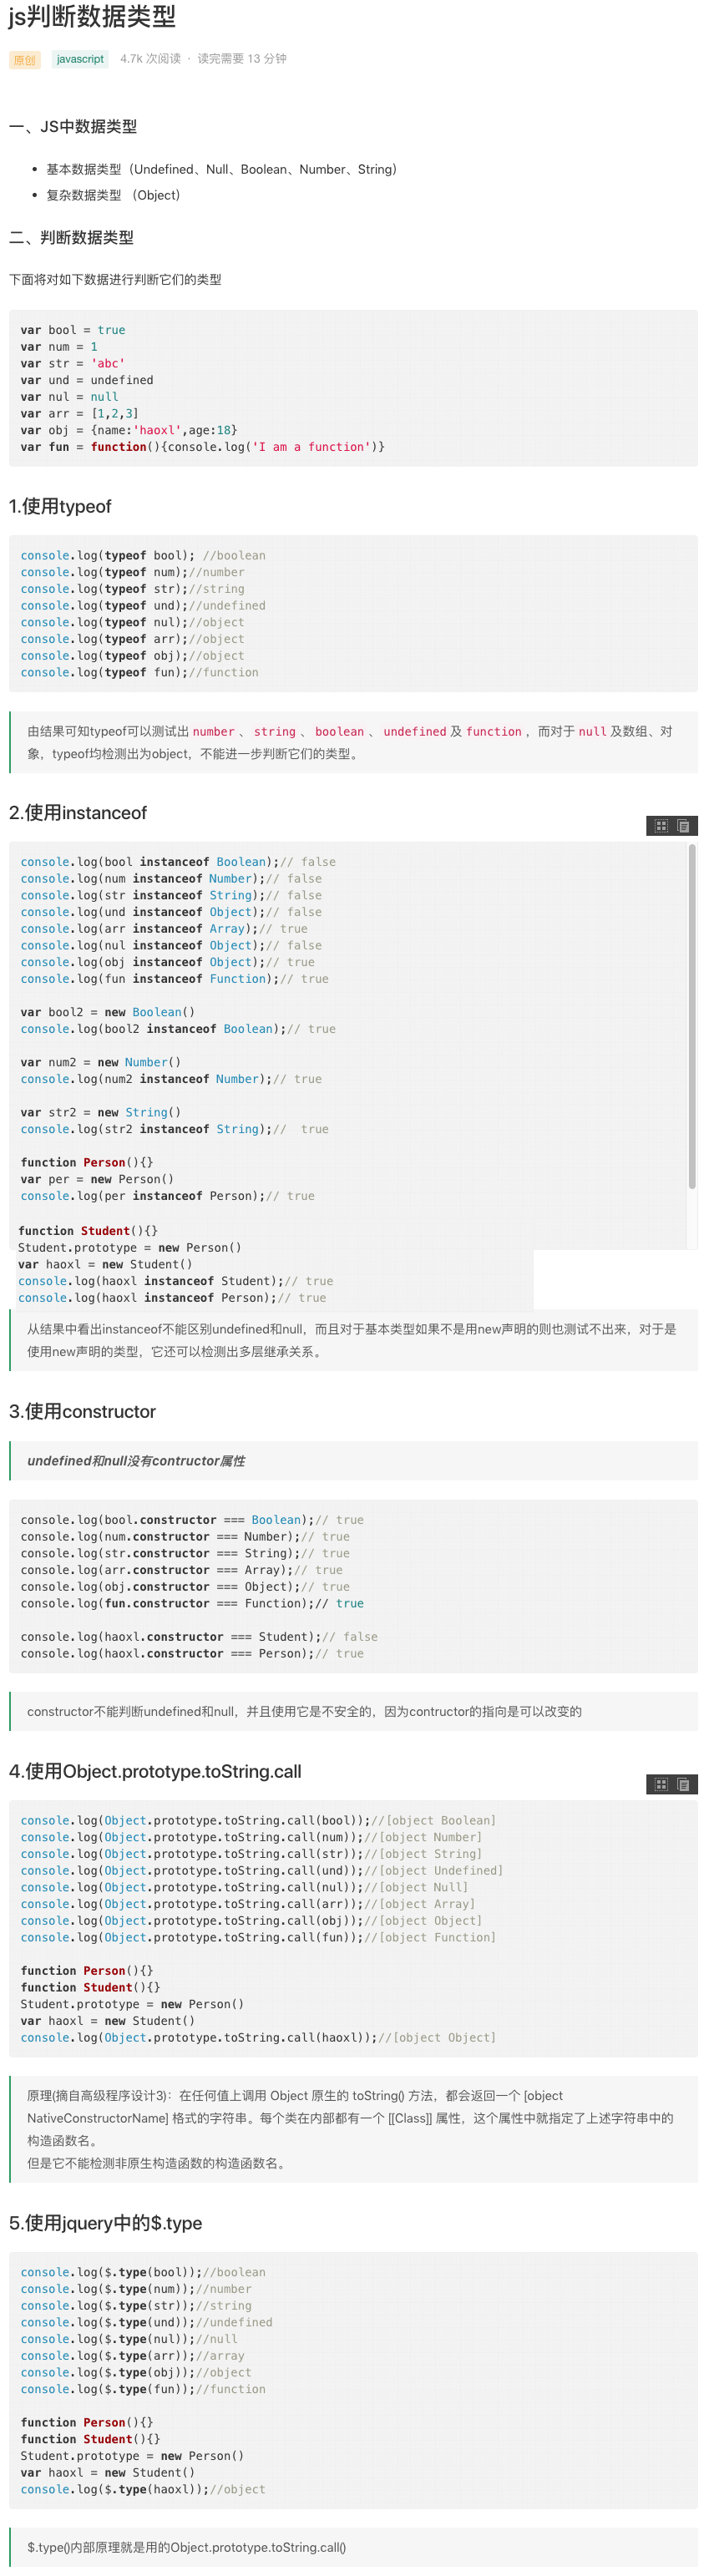 js判断数据类型
原创 javascript 4.7k 次阅读 · 读完需要 13 分钟
一、JS中数据类型
• 基本数据类型（Undefined、Null、Boolean、Number、String）
• 复杂数据类型 （Object）
二、判断数据类型
下面将对如下数据进行判断它们的类型
var bool = true
var num = 1
var str = 'abc'
var und = undefined
var nul = null
var arr = [1,2,3]
var obj = {name:'haoxl',age:18}
var fun = function(){console.log('I am a function')}
1.使用typeof
console.log(typeof bool); //boolean
console.log(typeof num);//number
console.log(typeof str);//string
console.log(typeof und);//undefined
console.log(typeof nul);//object
console.log(typeof arr);//object
console.log(typeof obj);//object
console.log(typeof fun);//function
由结果可知typeof可以测试出 number 、 string 、 boolean 、 undefined 及 function ，而对于 null 及数组、对
象，typeof均检测出为object，不能进一步判断它们的类型。
2.使用instanceof
console.log(bool instanceof Boolean);// false
console.log(num instanceof Number);// false
console.log(str instanceof String);// false
console.log(und instanceof Object);// false
console.log(arr instanceof Array);// true
console.log(nul instanceof Object);// false
console.log(obj instanceof Object);// true
console.log(fun instanceof Function);// true
var bool2 = new Boolean()
console.log(bool2 instanceof Boolean);// true
var num2 = new Number()
console.log(num2 instanceof Number);// true
var str2 = new String()
console.log(str2 instanceof String);//  true
function Person(){}
var per = new Person()
console.log(per instanceof Person);// true
function Student(){}
Student.prototype = new Person()
var haoxl = new Student()
console.log(haoxl instanceof Student);// true
console.log(haoxl instanceof Person);// true
从结果中看出instanceof不能区别undefined和null，而且对于基本类型如果不是用new声明的则也测试不出来，对于是
使用new声明的类型，它还可以检测出多层继承关系。
3.使用constructor
undefined和null没有contructor属性
console.log(bool.constructor === Boolean);// true
console.log(num.constructor === Number);// true
console.log(str.constructor === String);// true
console.log(arr.constructor === Array);// true
console.log(obj.constructor === Object);// true
console.log(fun.constructor === Function);// true
console.log(haoxl.constructor === Student);// false
console.log(haoxl.constructor === Person);// true
constructor不能判断undefined和null，并且使用它是不安全的，因为contructor的指向是可以改变的
4.使用Object.prototype.toString.call
console.log(Object.prototype.toString.call(bool));//[object Boolean]
console.log(Object.prototype.toString.call(num));//[object Number]
console.log(Object.prototype.toString.call(str));//[object String]
console.log(Object.prototype.toString.call(und));//[object Undefined]
console.log(Object.prototype.toString.call(nul));//[object Null]
console.log(Object.prototype.toString.call(arr));//[object Array]
console.log(Object.prototype.toString.call(obj));//[object Object]
console.log(Object.prototype.toString.call(fun));//[object Function]
function Person(){}
function Student(){}
Student.prototype = new Person()
var haoxl = new Student()
console.log(Object.prototype.toString.call(haoxl));//[object Object]
原理(摘自高级程序设计3)：在任何值上调用 Object 原生的 toString() 方法，都会返回一个 [object
NativeConstructorName] 格式的字符串。每个类在内部都有一个 [[Class]] 属性，这个属性中就指定了上述字符串中的
构造函数名。
但是它不能检测非原生构造函数的构造函数名。
5.使用jquery中的$.type
console.log($.type(bool));//boolean
console.log($.type(num));//number
console.log($.type(str));//string
console.log($.type(und));//undefined
console.log($.type(nul));//null
console.log($.type(arr));//array
console.log($.type(obj));//object
console.log($.type(fun));//function
function Person(){}
function Student(){}
Student.prototype = new Person()
var haoxl = new Student()
console.log($.type(haoxl));//object
$.type()内部原理就是用的Object.prototype.toString.call()